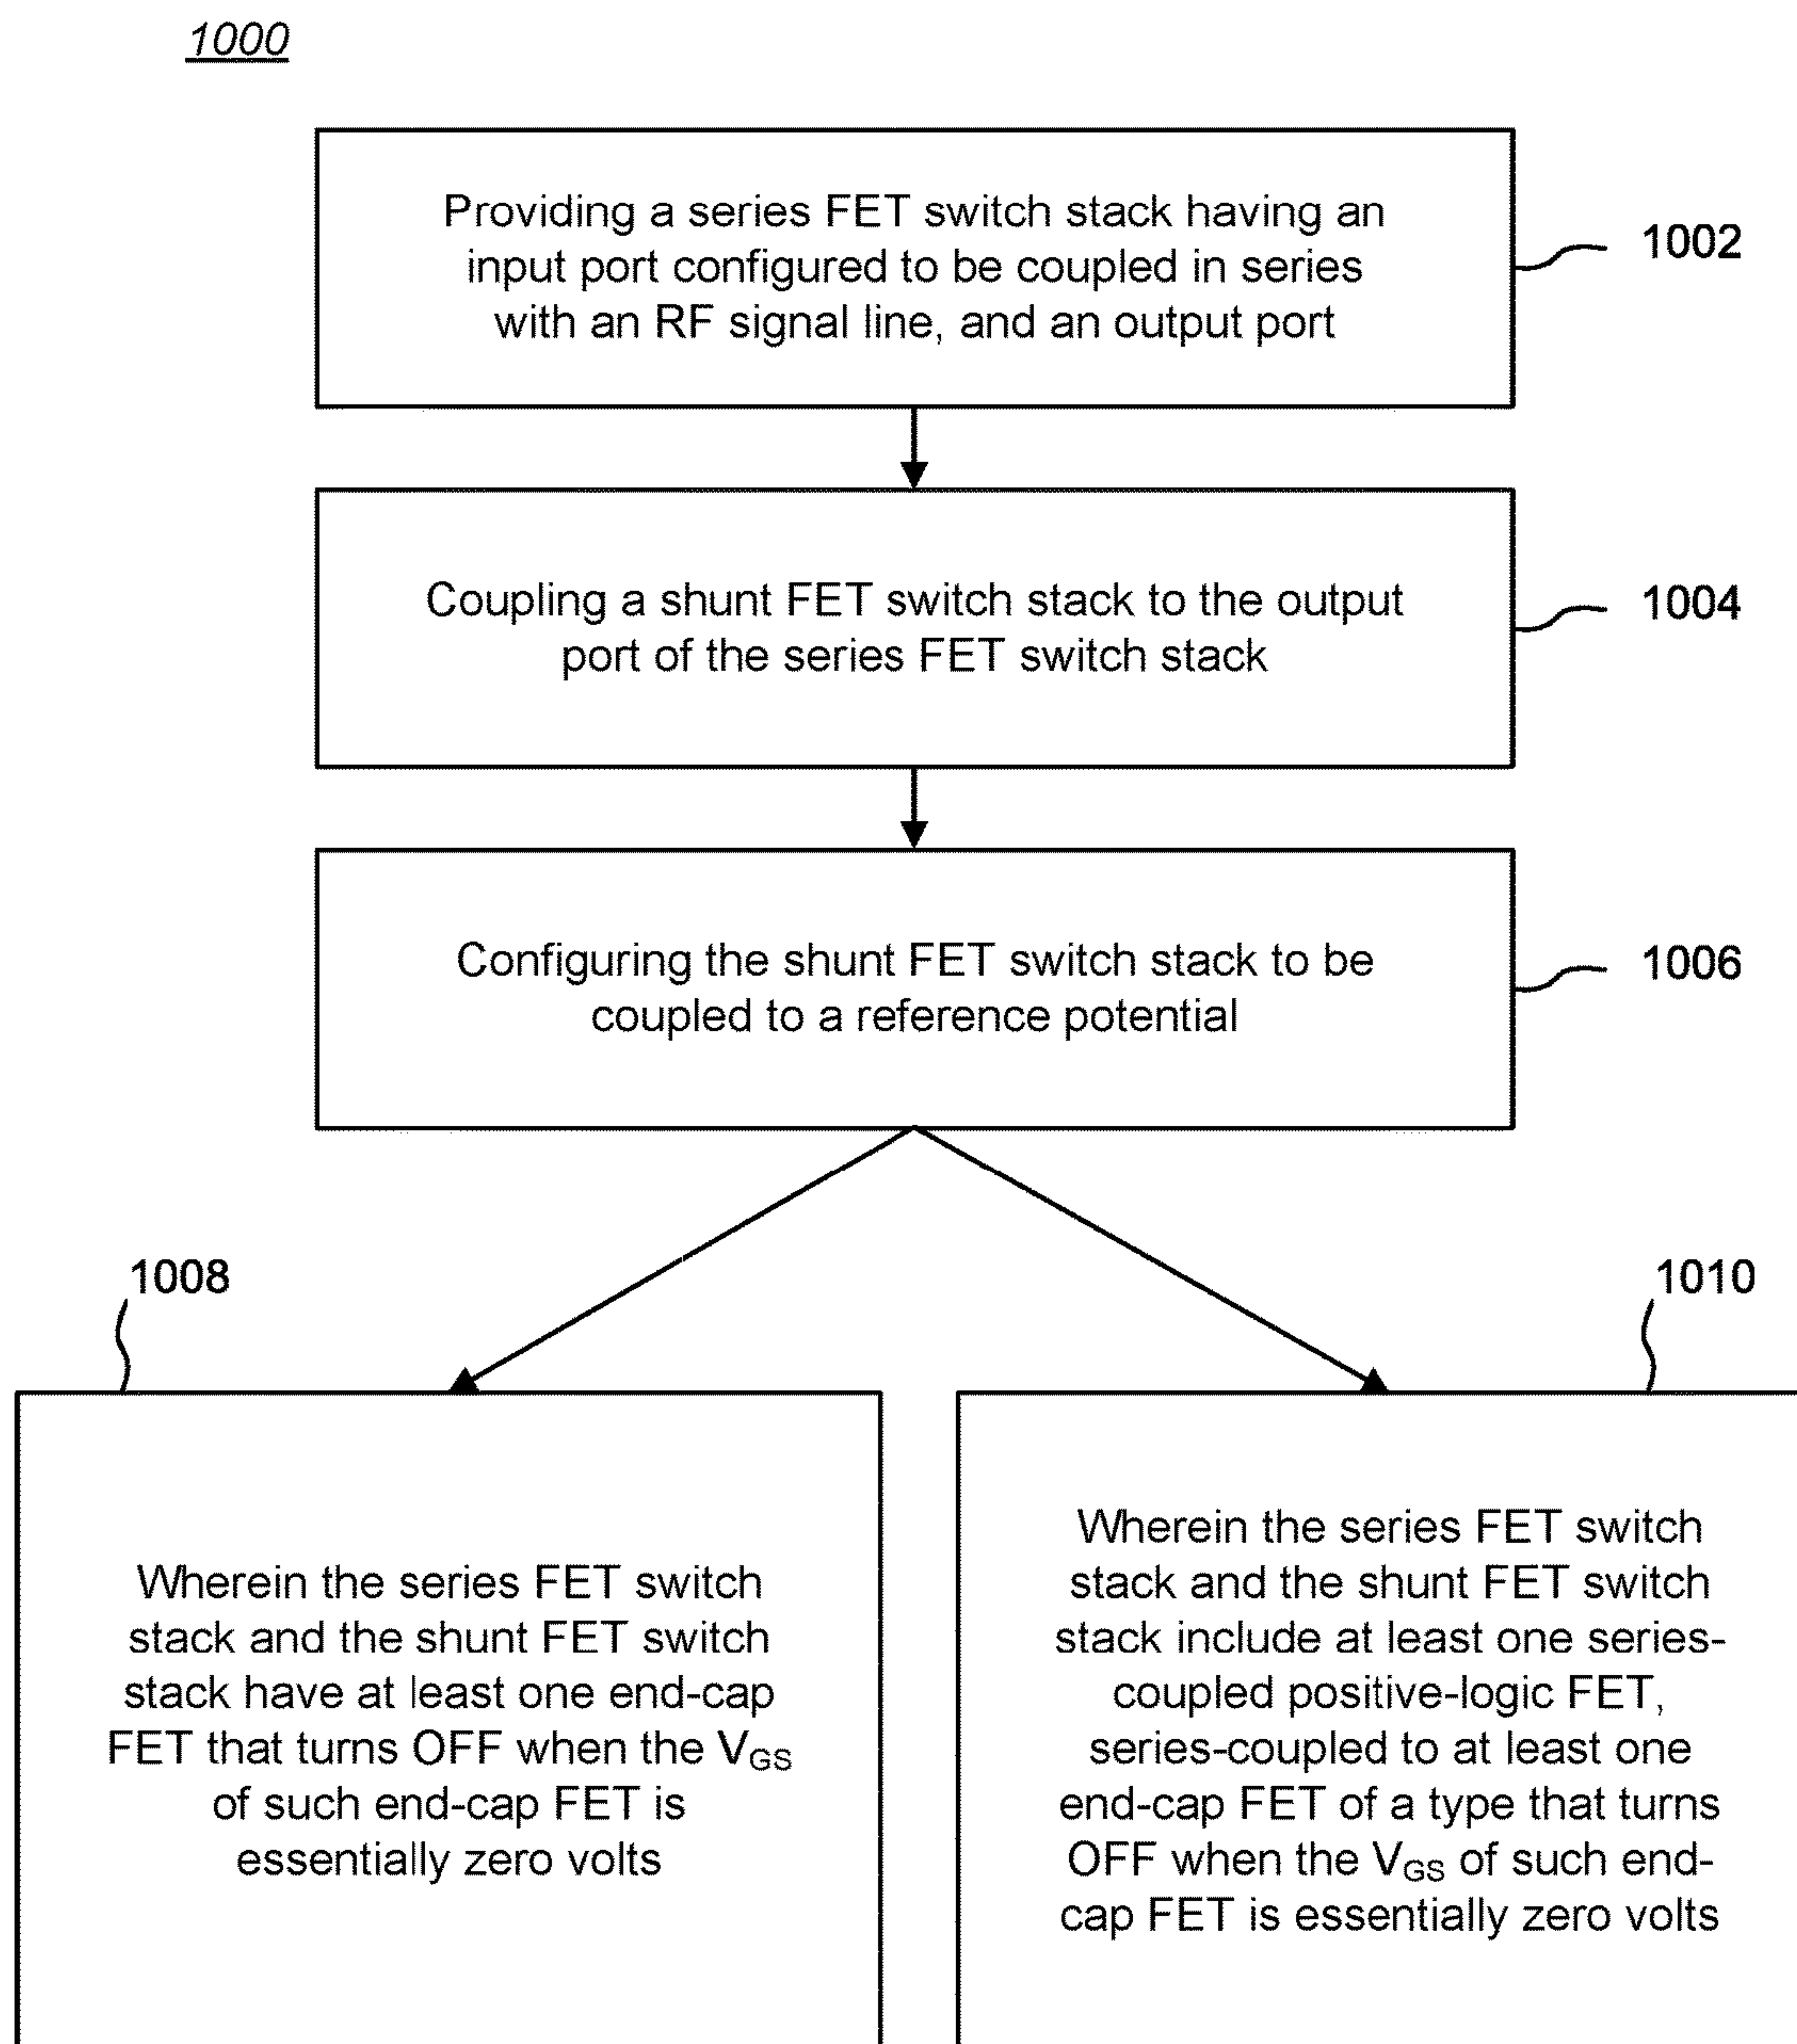 1000
Providing a series FET switch stack having an
input port configured to be coupled in series
with an RF signal line, and an output port
1002
Coupling a shunt FET switch stack to the output
port of the series FET switch stack
1004
Configuring the shunt FET switch stack to be
coupled to a reference potential
1006
1008
Wherein the series FET switch
stack and the shunt FET switch
stack have at least one end-cap
FET that turns OFF when the VGS
of such end-cap FET is
essentially zero volts
1010
Wherein the series FET switch
stack and the shunt FET switch
stack include at least one series-
coupled positive-logic FET,
series-coupled to at least one
end-cap FET of a type that turns
OFF when the VGS of such end-
cap FET is essentially zero volts